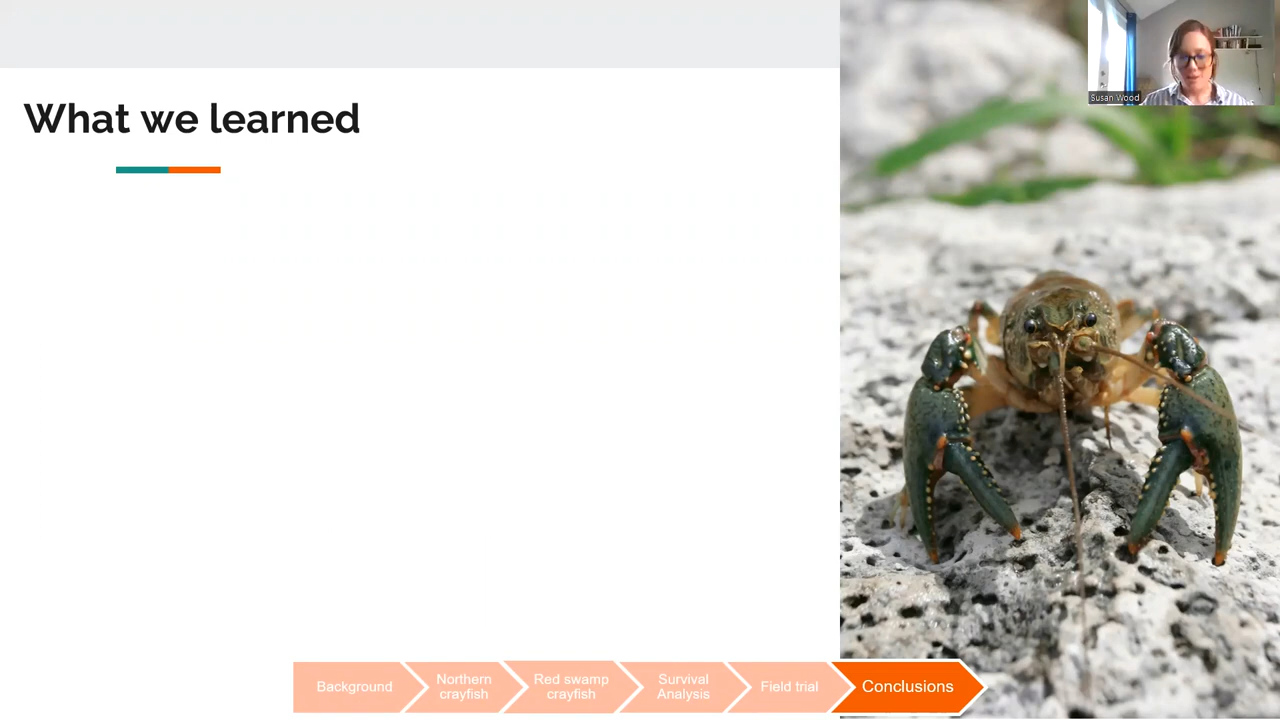 Susan Wood
What we learned
Background
Northern
crayfish
Red swamp
crayfish
Survival
Analysis
Field trial
Conclusions